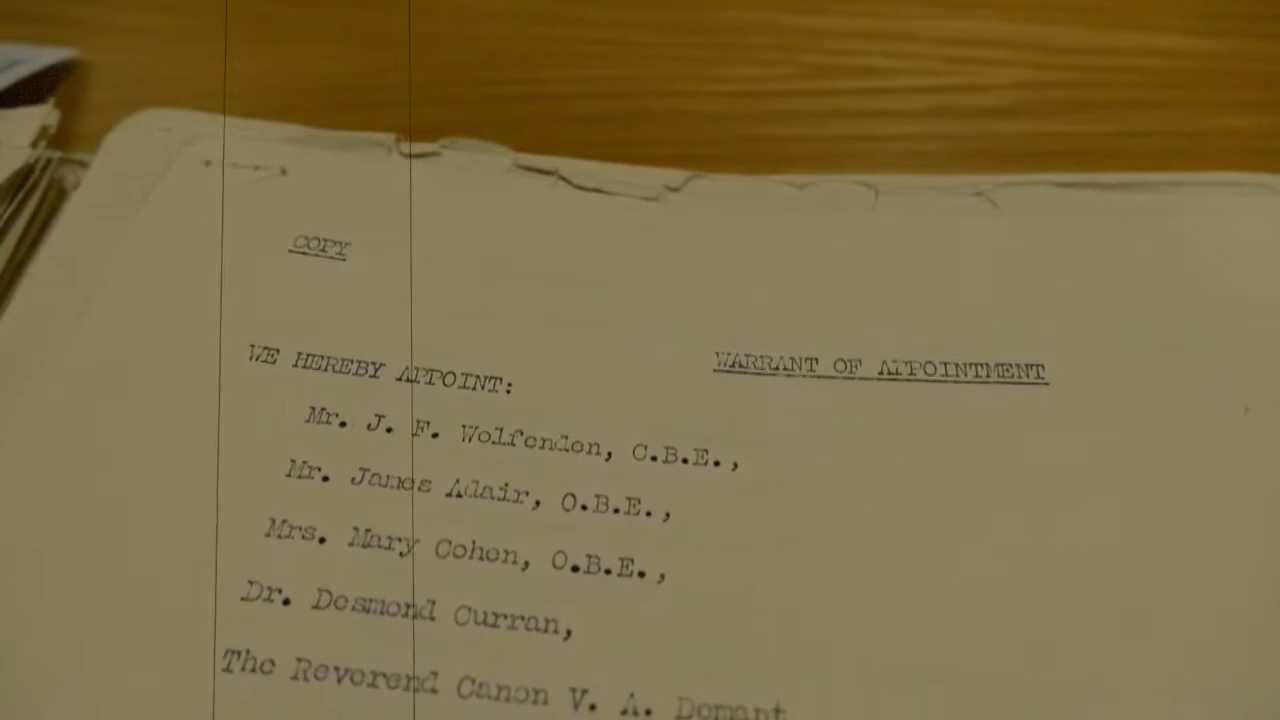 COPY
WARRANT OF APPOINTMENT
WE HEREBY APPOINT:
Mr. J. F. Wolfenden, C.B.E.,
Mr. James Adair, O.B.E.,
Mrs. Mary Cohen, O.B.E.,
Dr. Desmond Curran,
The Reverend Canon V. A. Demant